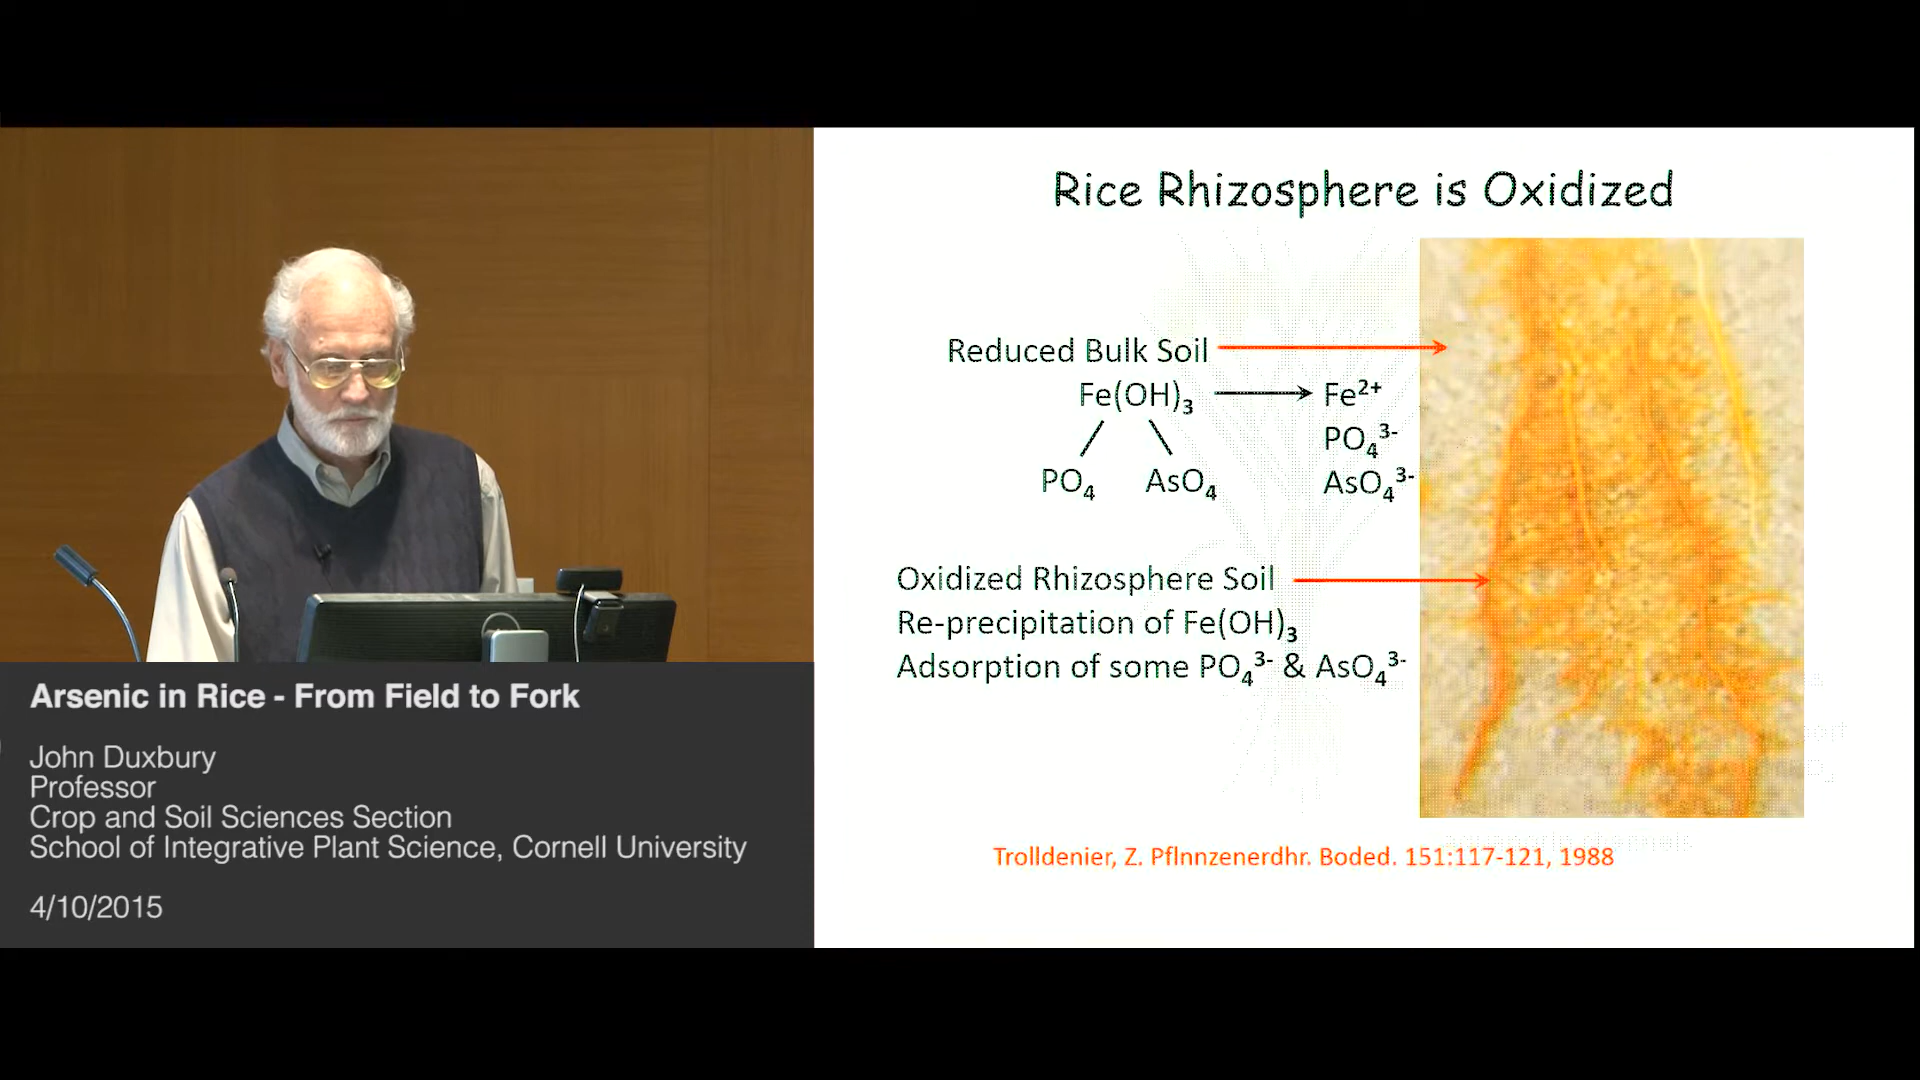 Rice Rhizosphere is Oxidized
Reduced Bulk Soil
Fe(OH)₃ → Fe²⁺
PO₄³⁻
PO₄ AsO₄ AsO₄³⁻
Oxidized Rhizosphere Soil
Re-precipitation of Fe(OH)₃
Adsorption of some PO₄³⁻ & AsO₄³⁻
Trolldenier, Z. Pflnnzenerdhr. Boded. 151:117-121, 1988
Arsenic in Rice - From Field to Fork
John Duxbury
Professor
Crop and Soil Sciences Section
School of Integrative Plant Science, Cornell University
4/10/2015